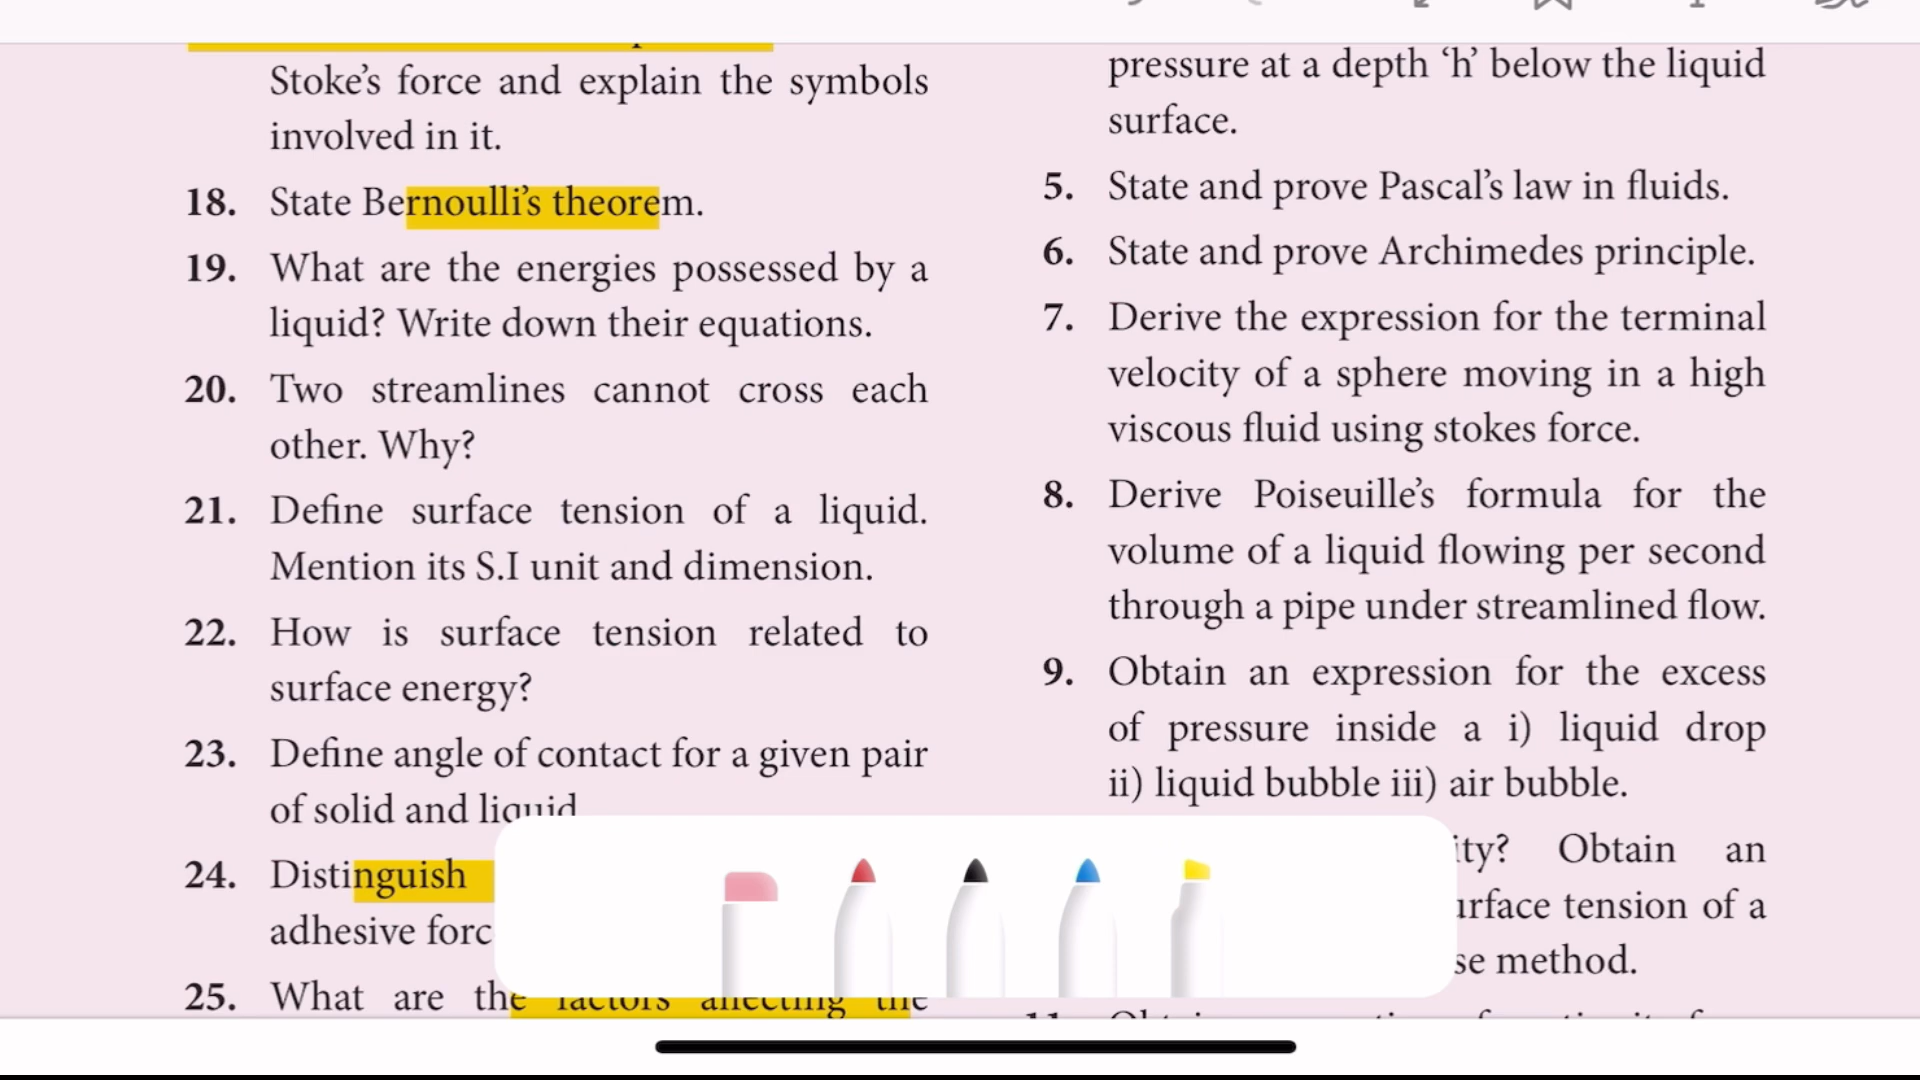 Stoke’s force and explain the symbols
involved in it.
18. State Bernoulli’s theorem.
19. What are the energies possessed by a
liquid? Write down their equations.
20. Two streamlines cannot cross each
other. Why?
21. Define surface tension of a liquid.
Mention its S.I unit and dimension.
22. How is surface tension related to
surface energy?
23. Define angle of contact for a given pair
of solid and liquid
24. Distinguish
adhesive forc
25. What are the factors affecting the
pressure at a depth ‘h’ below the liquid
surface.
5. State and prove Pascal’s law in fluids.
6. State and prove Archimedes principle.
7. Derive the expression for the terminal
velocity of a sphere moving in a high
viscous fluid using stokes force.
8. Derive Poiseuille’s formula for the
volume of a liquid flowing per second
through a pipe under streamlined flow.
9. Obtain an expression for the excess
of pressure inside a i) liquid drop
ii) liquid bubble iii) air bubble.
ity? Obtain an
urface tension of a
se method.